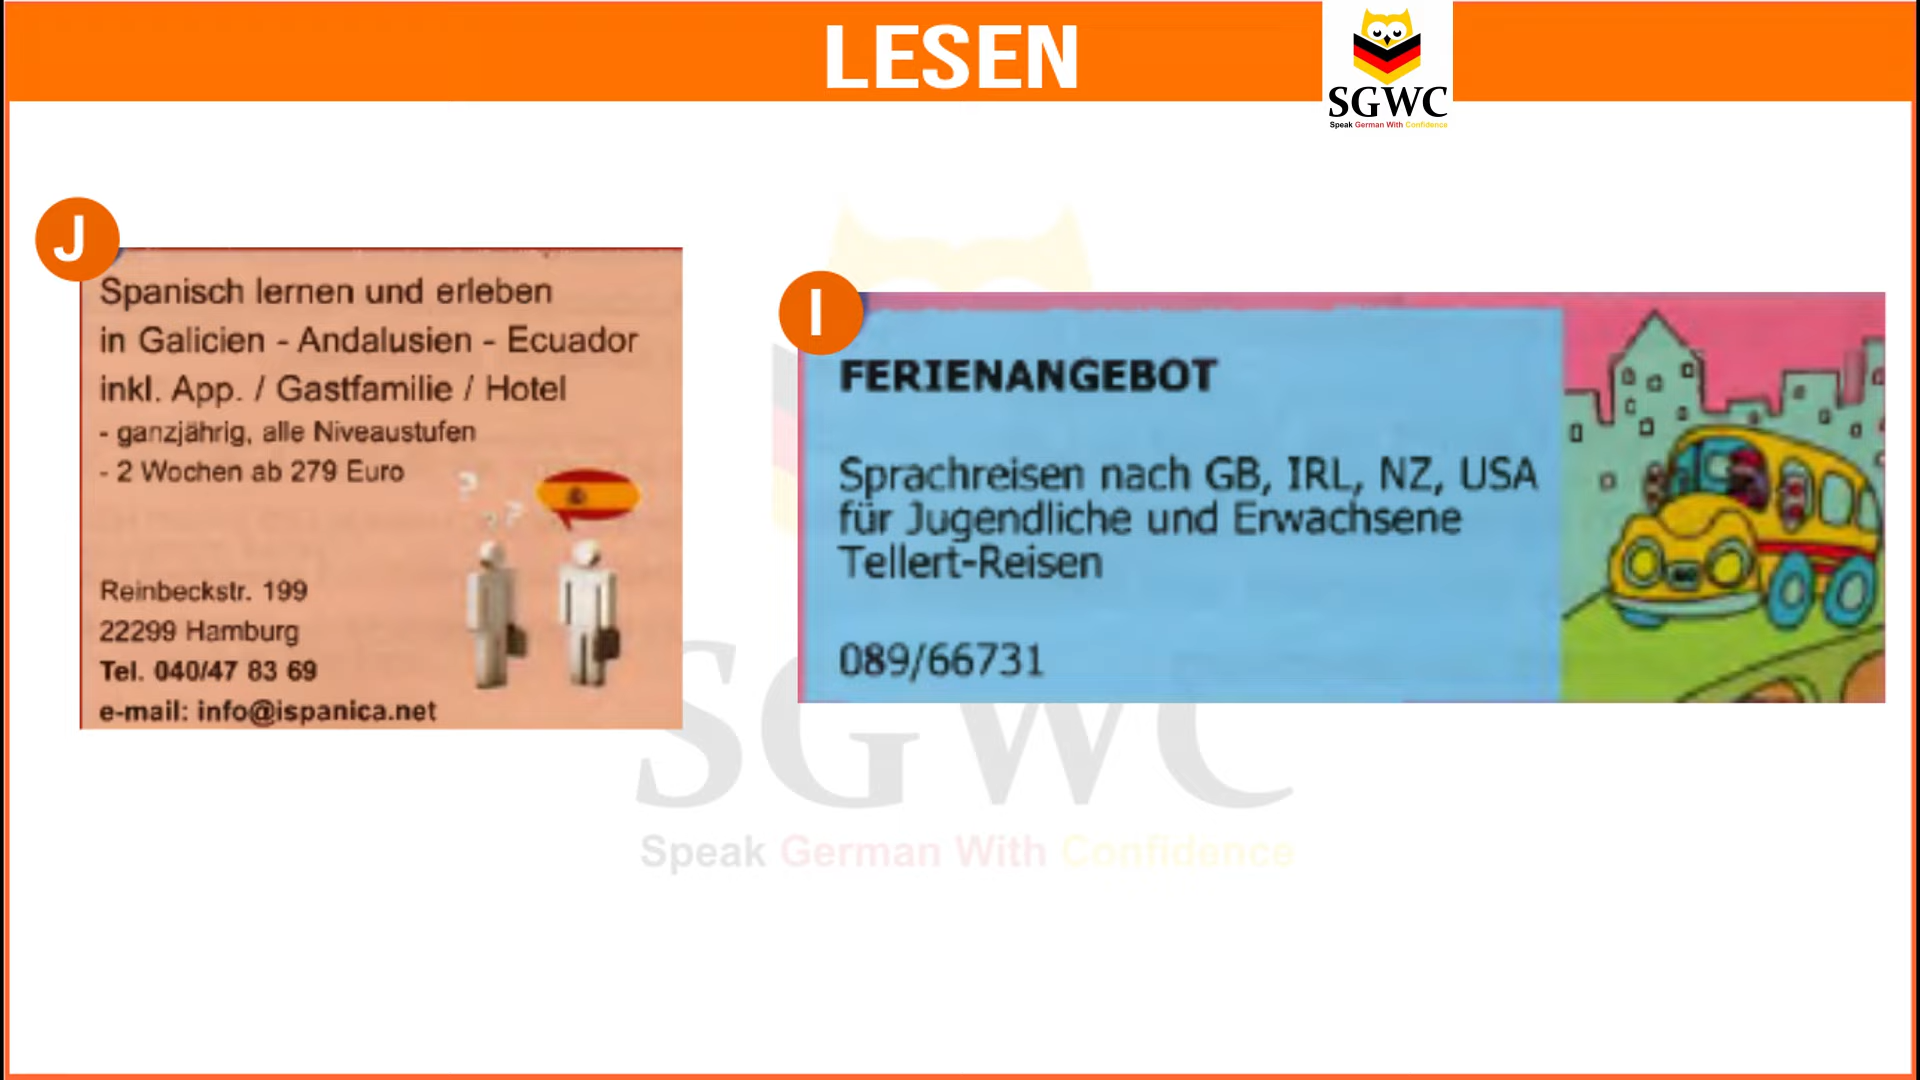 LESEN
SGWC
Speak German With Confidence
J
Spanisch lernen und erleben
in Galicien - Andalusien - Ecuador
inkl. App. / Gastfamilie / Hotel
- ganzjährig, alle Niveaustufen
- 2 Wochen ab 279 Euro
? ?
?
Reinbeckstr. 199
22299 Hamburg
Tel. 040/47 83 69
e-mail: info@ispanica.net
I
FERIENANGEBOT
Sprachreisen nach GB, IRL, NZ, USA
für Jugendliche und Erwachsene
Tellert-Reisen
089/66731
SGWC
Speak German With Confidence